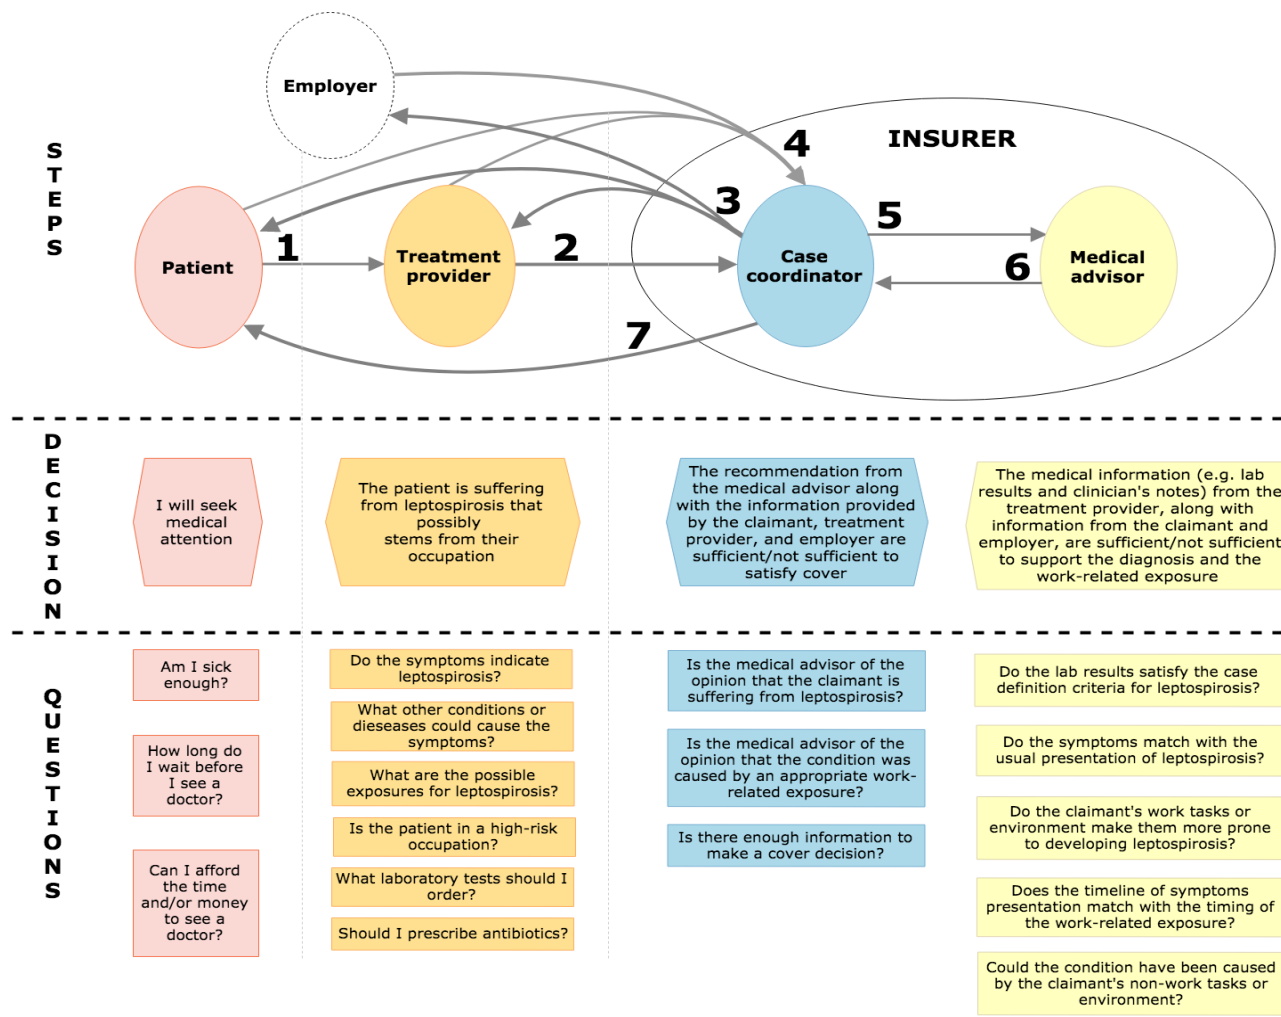 STEPS
Employer
INSURER
4
3
5
1
2
6
7
Patient
Treatment
provider
Case
coordinator
Medical
advisor
DECISION
I will seek
medical
attention
The patient is suffering
from leptospirosis that
possibly
stems from their
occupation
The recommendation from
the medical advisor along
with the information provided
by the claimant, treatment
provider, and employer are
sufficient/not sufficient to
satisfy cover
The medical information (e.g. lab
results and clinician's notes) from the
treatment provider, along with
information from the claimant and
employer, are sufficient/not sufficient
to support the diagnosis and the
work-related exposure
QUESTIONS
Am I sick
enough?
How long do
I wait before
I see a
doctor?
Can I afford
the time
and/or money
to see a
doctor?
Do the symptoms indicate
leptospirosis?
What other conditions or
dieseases could cause the
symptoms?
What are the possible
exposures for leptospirosis?
Is the patient in a high-risk
occupation?
What laboratory tests should I
order?
Should I prescribe antibiotics?
Is the medical advisor of the
opinion that the claimant is
suffering from leptospirosis?
Is the medical advisor of the
opinion that the condition was
caused by an appropriate work-
related exposure?
Is there enough information to
make a cover decision?
Do the lab results satisfy the case
definition criteria for leptospirosis?
Do the symptoms match with the
usual presentation of leptospirosis?
Do the claimant's work tasks or
environment make them more prone
to developing leptospirosis?
Does the timeline of symptoms
presentation match with the timing of
the work-related exposure?
Could the condition have been caused
by the claimant's non-work tasks or
environment?